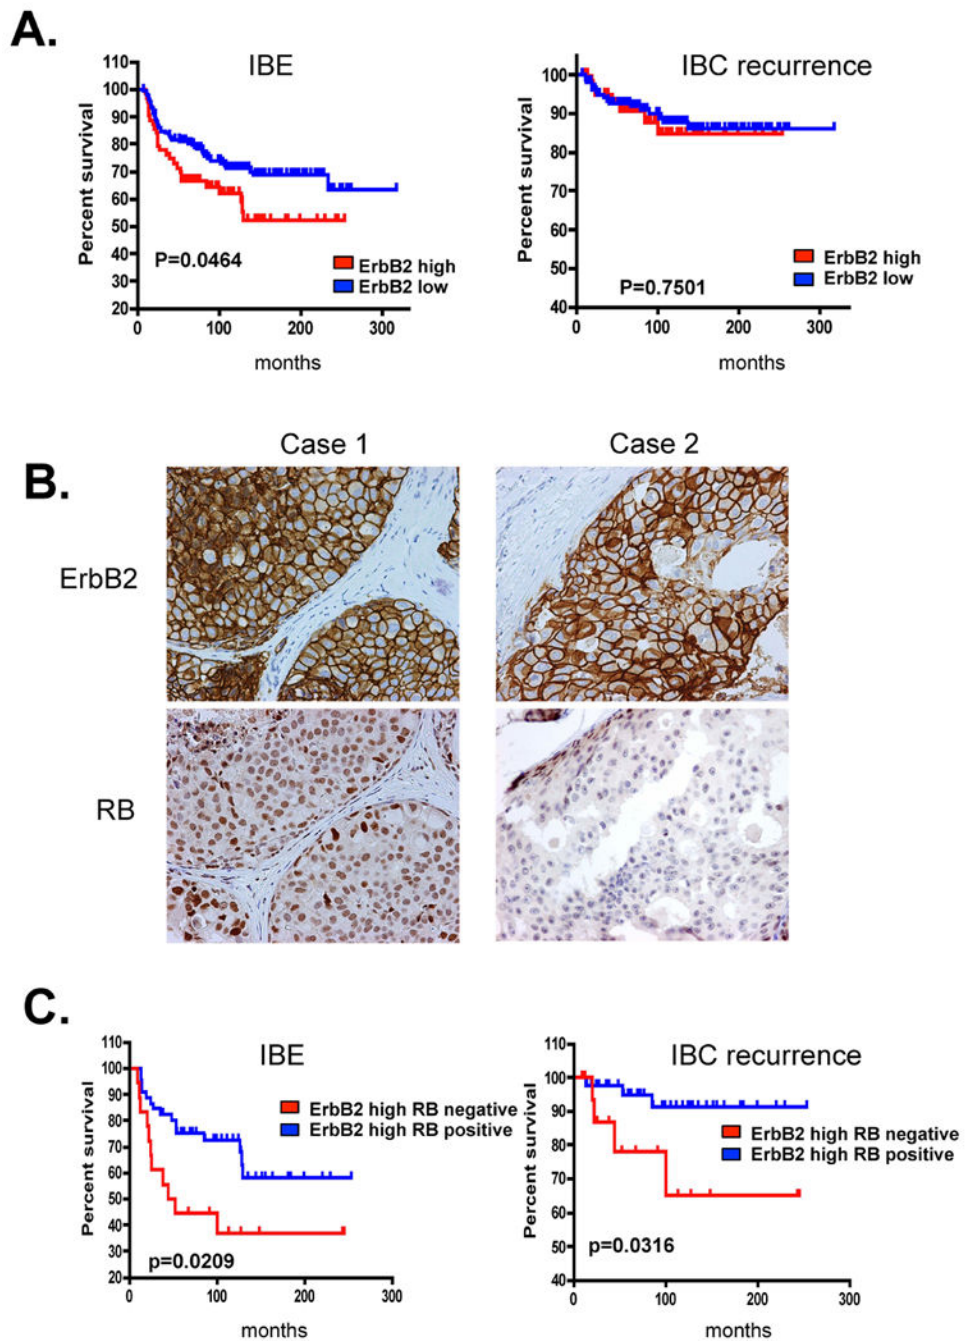 A.
IBE
IBC recurrence
110
100
90
80
70
60
50
40
30
20
Percent survival
P=0.0464
ErbB2 high
ErbB2 low
0
100
200
300
months
100
90
80
70
60
50
40
Percent survival
P=0.7501
ErbB2 high
ErbB2 low
0
100
200
300
months
Case 1
Case 2
B.
ErbB2
RB
C.
IBE
IBC recurrence
110
100
90
80
70
60
50
40
30
20
Percent survival
ErbB2 high RB negative
ErbB2 high RB positive
p=0.0209
0
100
200
300
months
110
100
90
80
70
60
50
40
Percent survival
ErbB2 high RB negative
ErbB2 high RB positive
p=0.0316
0
100
200
300
months